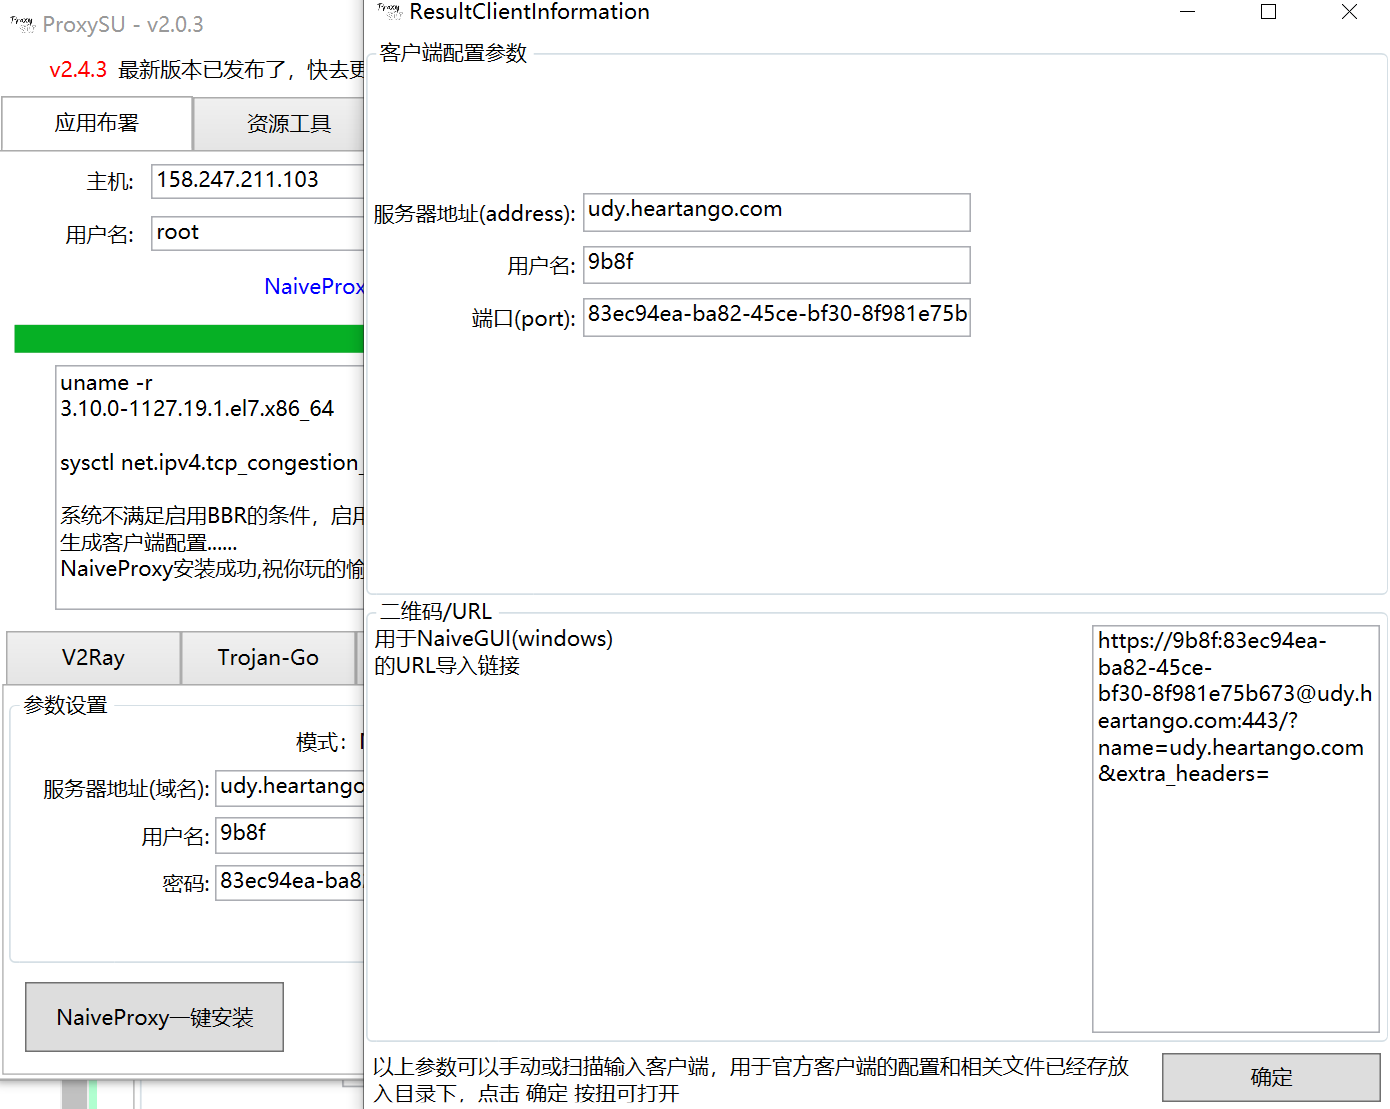 ProxySU - v2.0.3
v2.4.3 最新版本已发布了，快去更
应用布署
资源工具
主机:
158.247.211.103
用户名:
root
NaiveProx
uname -r
3.10.0-1127.19.1.el7.x86_64
sysctl net.ipv4.tcp_congestion_
系统不满足启用BBR的条件，启用
生成客户端配置......
NaiveProxy安装成功,祝你玩的愉
V2Ray
Trojan-Go
参数设置
模式：
服务器地址(域名):
udy.heartango
用户名:
9b8f
密码:
83ec94ea-ba8
NaiveProxy一键安装
ResultClientInformation
客户端配置参数
服务器地址(address):
udy.heartango.com
用户名:
9b8f
端口(port):
83ec94ea-ba82-45ce-bf30-8f981e75b
二维码/URL
用于NaiveGUI(windows)
的URL导入链接
https://9b8f:83ec94ea-
ba82-45ce-
bf30-8f981e75b673@udy.h
eartango.com:443/?
name=udy.heartango.com
&extra_headers=
以上参数可以手动或扫描输入客户端，用于官方客户端的配置和相关文件已经存放
入目录下，点击 确定 按扭可打开
确定